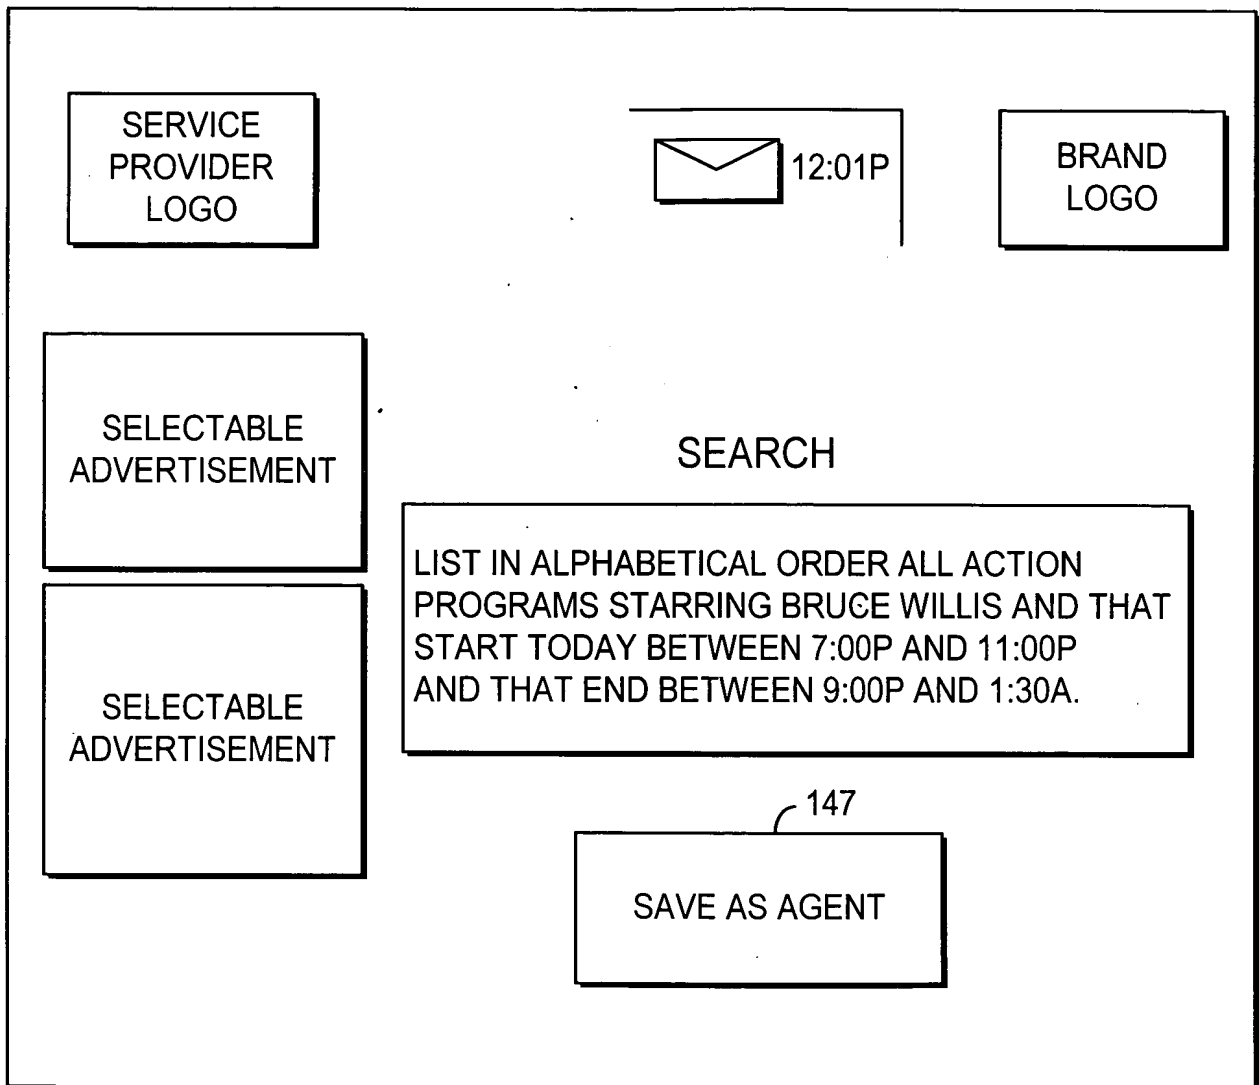 SERVICE
PROVIDER
LOGO
12:01P
BRAND
LOGO
SELECTABLE
ADVERTISEMENT
SEARCH
LIST IN ALPHABETICAL ORDER ALL ACTION
PROGRAMS STARRING BRUCE WILLIS AND THAT
START TODAY BETWEEN 7:00P AND 11:00P
AND THAT END BETWEEN 9:00P AND 1:30A.
SELECTABLE
ADVERTISEMENT
147
SAVE AS AGENT